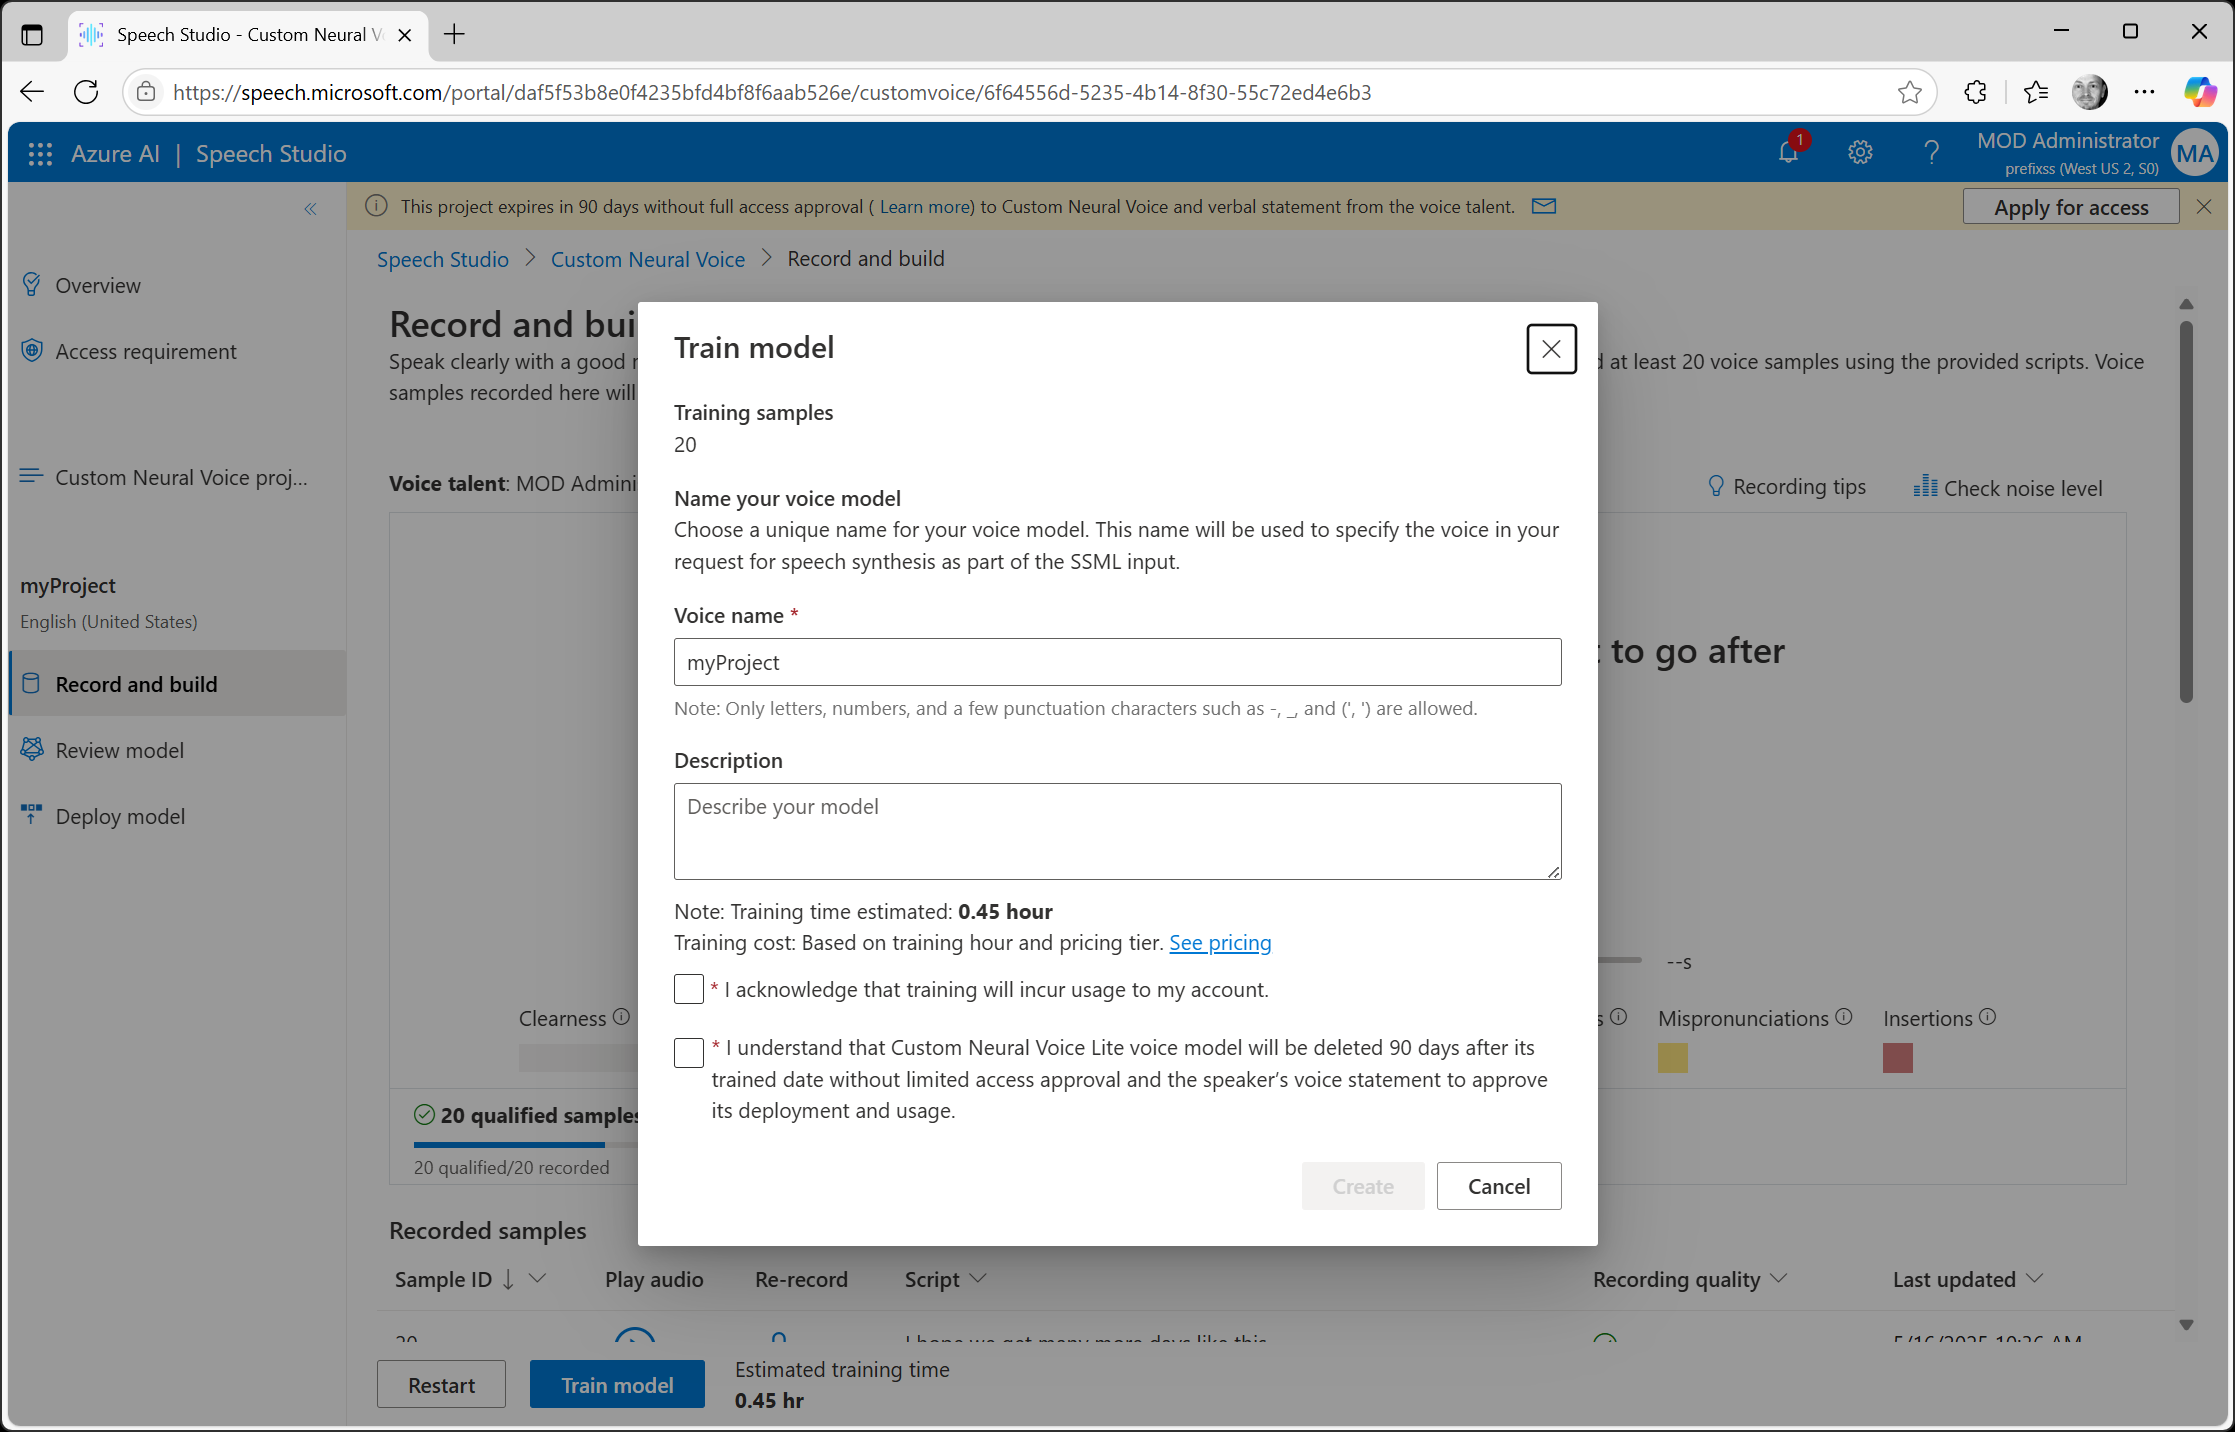 Speech Studio - Custom Neural V
https://speech.microsoft.com/portal/daf5f53b8e0f4235bfd4bf8f6aab526e/customvoice/6f64556d-5235-4b14-8f30-55c72ed4e6b3
Azure AI | Speech Studio
1
MOD Administrator
prefixss (West US 2, S0)
MA
This project expires in 90 days without full access approval ( Learn more) to Custom Neural Voice and verbal statement from the voice talent.
Apply for access
Speech Studio > Custom Neural Voice > Record and build
Overview
Access requirement
Custom Neural Voice proj...
myProject
English (United States)
Record and build
Review model
Deploy model
Record and bui
Speak clearly with a good
at least 20 voice samples using the provided scripts. Voice
samples recorded here will
Voice talent: MOD Admini
Recording tips
Check noise level
to go after
--s
Clearness
Mispronunciations
Insertions
20 qualified samples
20 qualified/20 recorded
Train model
Training samples
20
Name your voice model
Choose a unique name for your voice model. This name will be used to specify the voice in your
request for speech synthesis as part of the SSML input.
Voice name *
myProject
Note: Only letters, numbers, and a few punctuation characters such as -, _, and (', ') are allowed.
Description
Describe your model
Note: Training time estimated: 0.45 hour
Training cost: Based on training hour and pricing tier. See pricing
* I acknowledge that training will incur usage to my account.
* I understand that Custom Neural Voice Lite voice model will be deleted 90 days after its
trained date without limited access approval and the speaker's voice statement to approve
its deployment and usage.
Create
Cancel
Recorded samples
Sample ID
Play audio
Re-record
Script
Recording quality
Last updated
20
I hope we get many more days like this
5/16/2025 10:36 AM
Restart
Train model
Estimated training time
0.45 hr